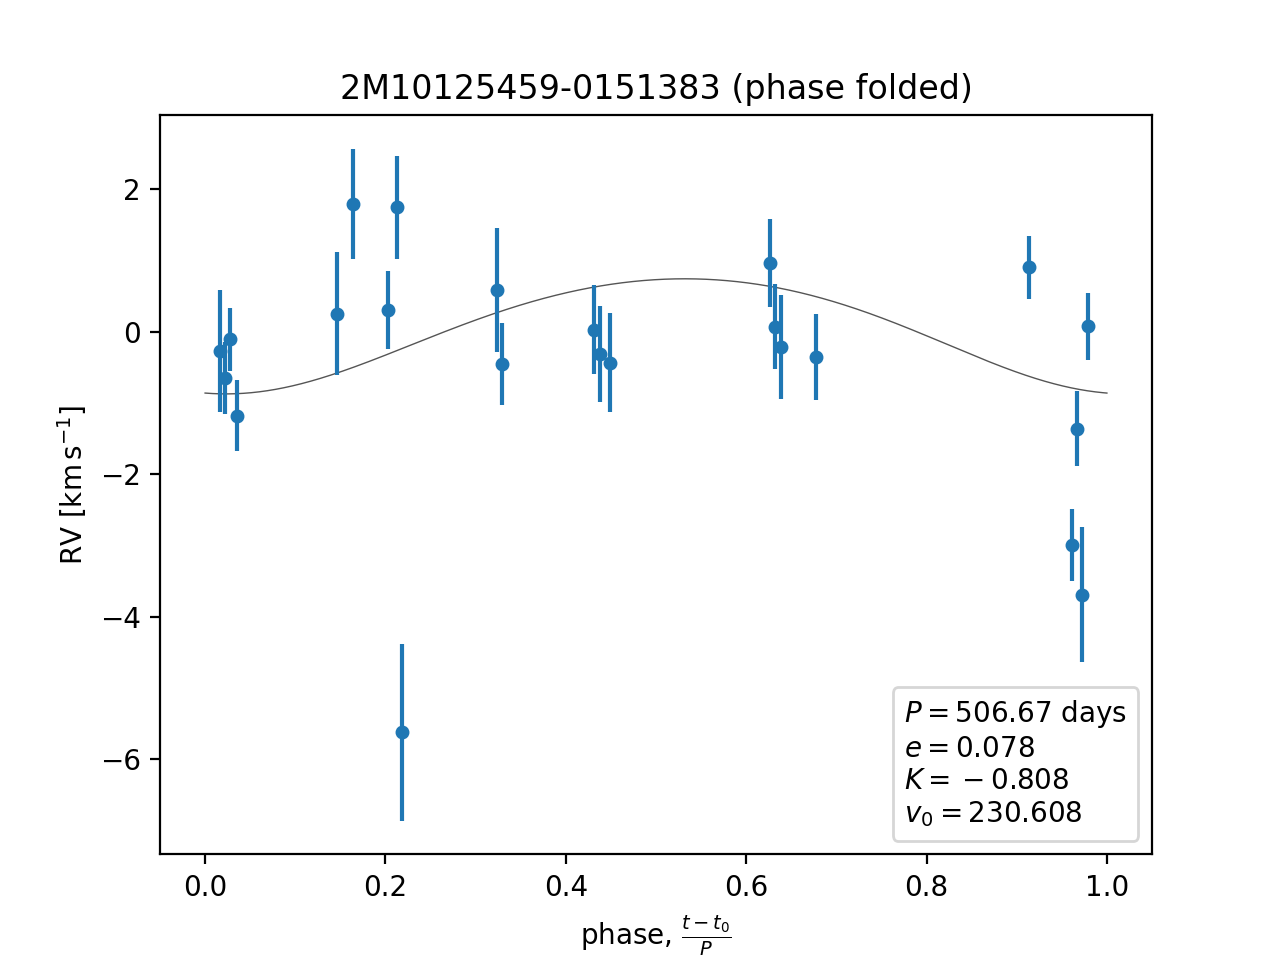 2M10125459-0151383 (phase folded)
RV [km s⁻¹]
2
0
−2
−4
−6
P = 506.67 days
e = 0.078
K = −0.808
v₀ = 230.608
0.0 0.2 0.4 0.6 0.8 1.0
phase, (t − t₀)/P